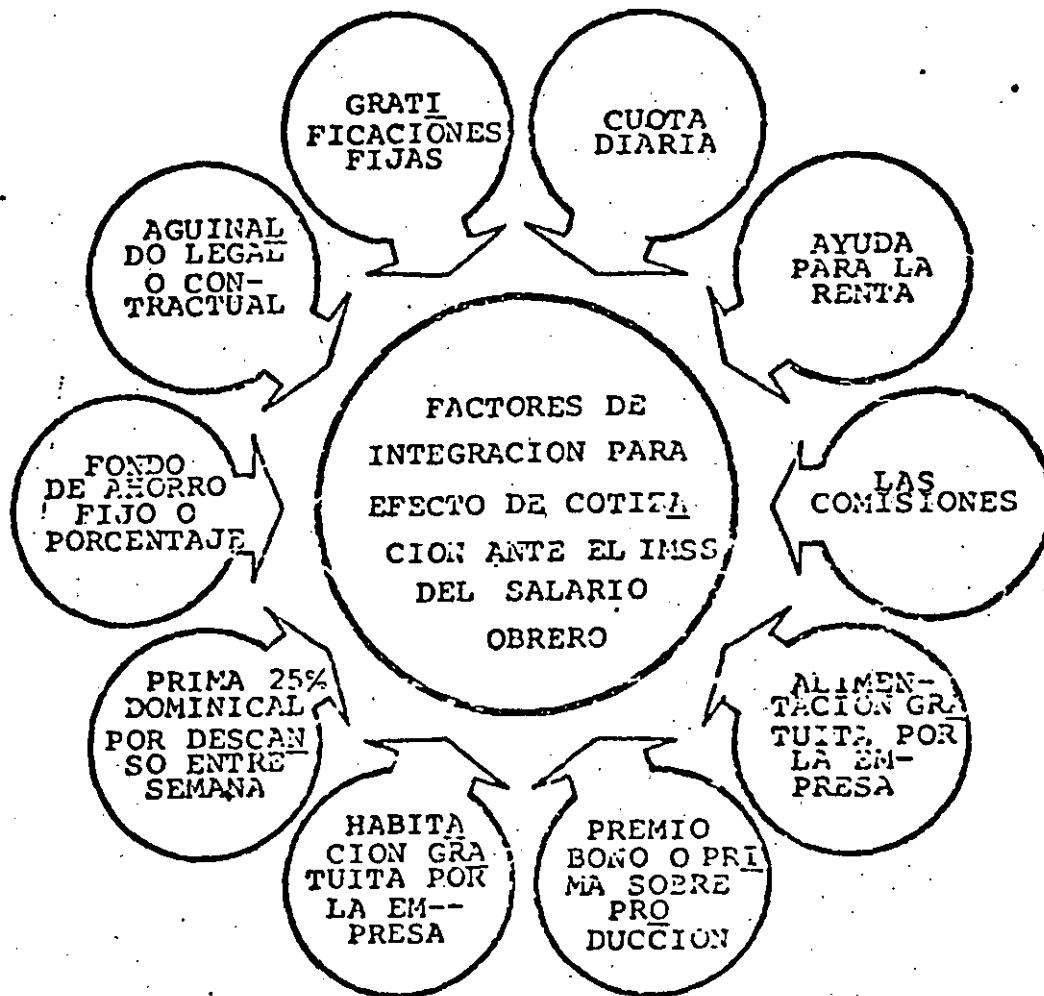 GRATI
FICACIONES
FIJAS
CUOTA
DIARIA
AYUDA
PARA LA
RENTA
LAS
COMISIONES
ALIMEN-
TACION GRA
TUITA POR
LA EM-
PRESA
PREMIO
BONO O PRI
MA SOBRE
PRO
DUCCION
HABITA
CION GRA
TUITA POR
LA EM--
PRESA
PRIMA 25%
DOMINICAL
POR DESCAN
SO ENTRE
SEMANA
FONDO
DE AHORRO
FIJO O
PORCENTAJE
AGUINAL
DO LEGAL
O CON-
TRACTUAL
FACTORES DE
INTEGRACION PARA
EFECTO DE COTIZA
CION ANTE EL IMSS
DEL SALARIO
OBRERO